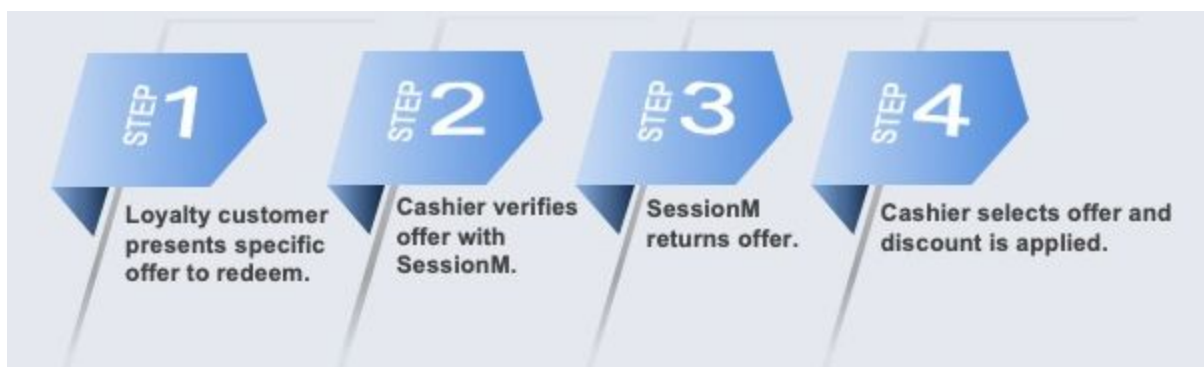 STEP 1
Loyalty customer
presents specific
offer to redeem.
STEP 2
Cashier verifies
offer with
SessionM.
STEP 3
SessionM
returns offer.
STEP 4
Cashier selects offer and
discount is applied.